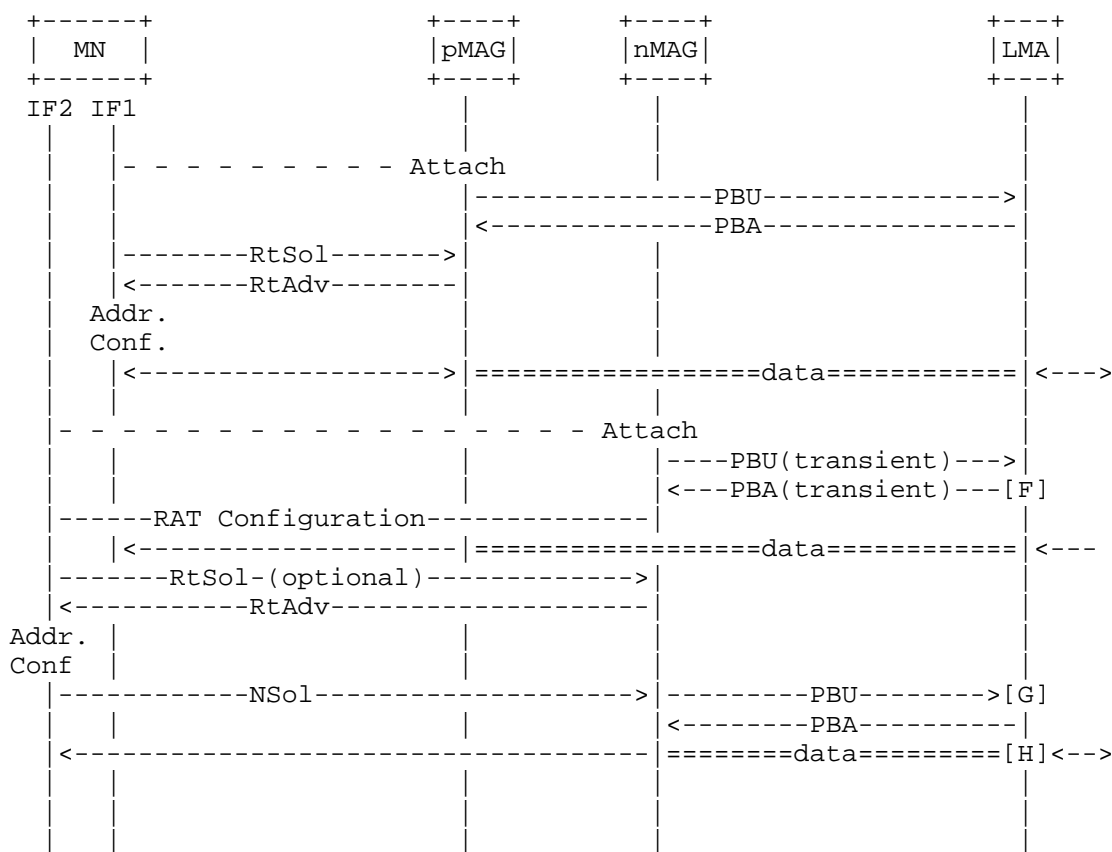 MN pMAG nMAG LMA
IF2 IF1
Attach
PBU
PBA
RtSol
RtAdv
Addr.
Conf.
data
Attach
PBU(transient)
PBA(transient) [F]
RAT Configuration
data
RtSol-(optional)
RtAdv
Addr.
Conf
NSol PBU [G]
PBA
data [H]